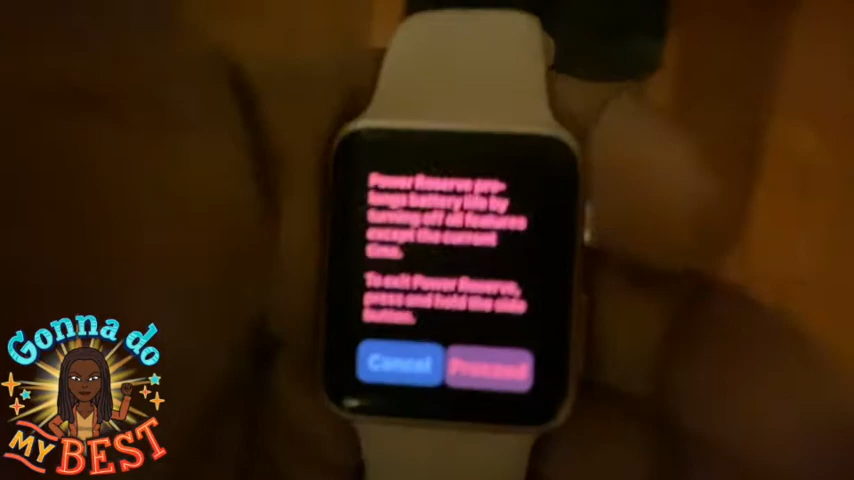 Power Reserve pro-
longs battery life by
turning off all features
except the current
time.
To exit Power Reserve,
press and hold the side
button.
Cancel
Proceed
Gonna do
MY BEST